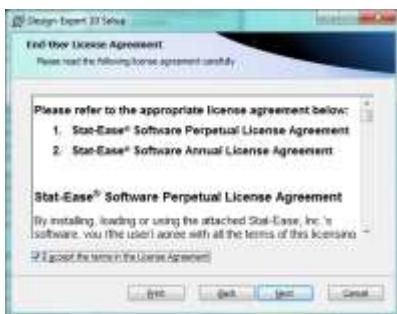 Design-Expert 10 Setup
End-User License Agreement
Please read the following license agreement carefully
Please refer to the appropriate license agreement below:
1. Stat-Ease® Software Perpetual License Agreement
2. Stat-Ease® Software Annual License Agreement
Stat-Ease® Software Perpetual License Agreement
By installing, loading or using the attached Stat-Ease, Inc.'s
software, you (the user) agree with all the terms of this licensing
I accept the terms in the License Agreement
Print Back Next Cancel